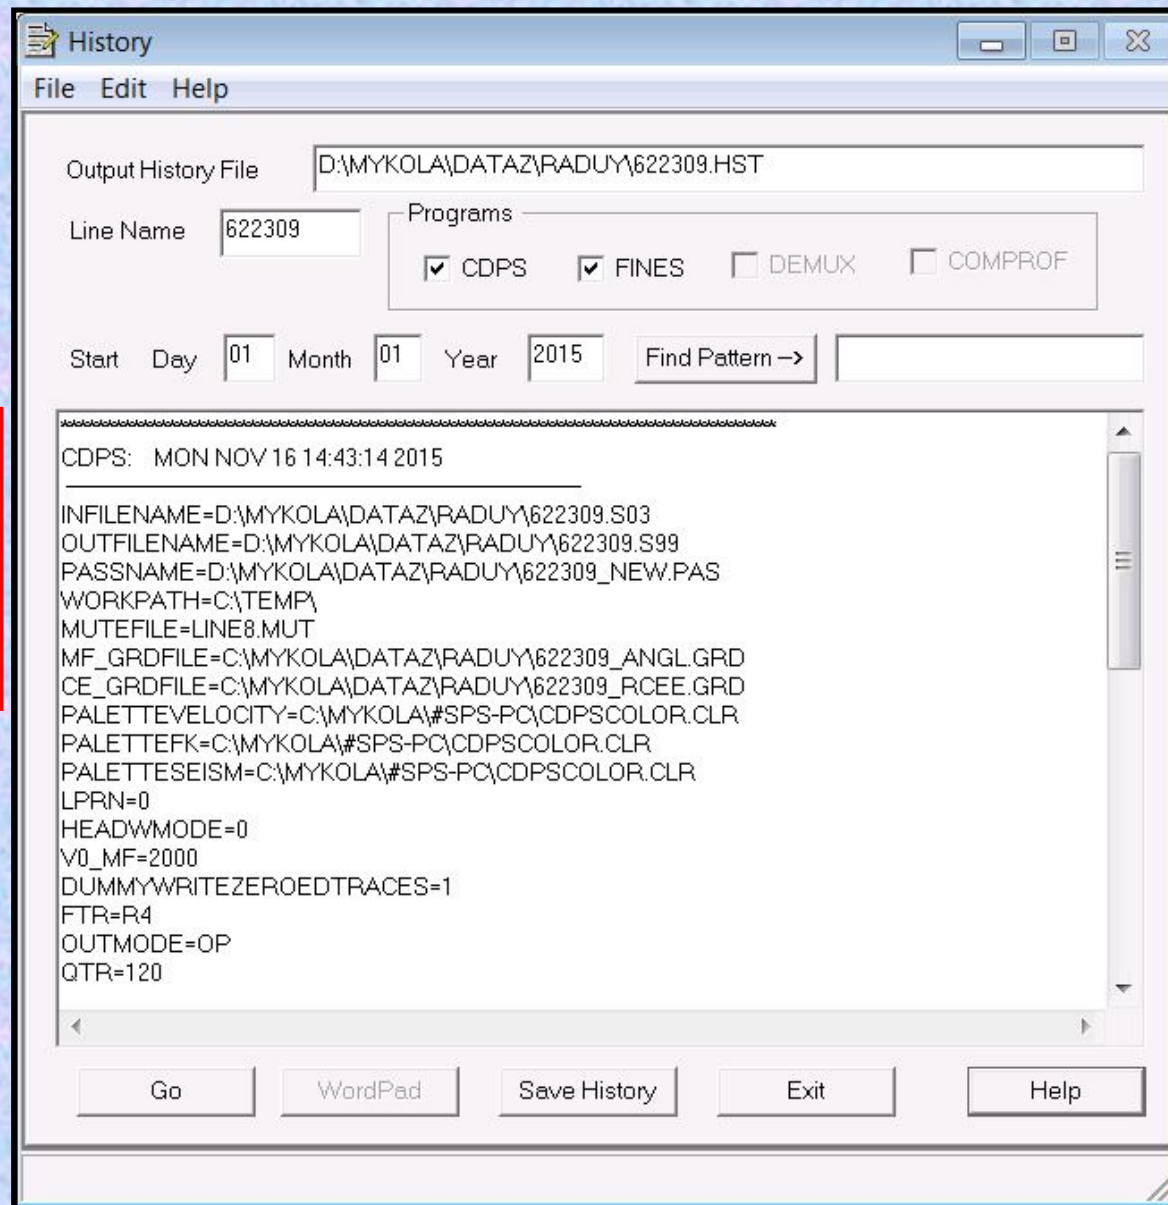 History
File Edit Help
Output History File D:\MYKOLA\DATAZ\RADUY\622309.HST
Line Name 622309
Programs
CDPS FINES DEMUX COMPROF
Start Day 01 Month 01 Year 2015 Find Pattern -->
CDPS: MON NOV 16 14:43:14 2015
INFILENAME=D:\MYKOLA\DATAZ\RADUY\622309.S03
OUTFILENAME=D:\MYKOLA\DATAZ\RADUY\622309.S99
PASSNAME=D:\MYKOLA\DATAZ\RADUY\622309_NEW.PAS
WORKPATH=C:\TEMP\
MUTEFILE=LINE8.MUT
MF_GRDFILE=C:\MYKOLA\DATAZ\RADUY\622309_ANGL.GRD
CE_GRDFILE=C:\MYKOLA\DATAZ\RADUY\622309_RCEE.GRD
PALETTEVELOCITY=C:\MYKOLA\#SPS-PC\CDPSCOLOR.CLR
PALETTEFK=C:\MYKOLA\#SPS-PC\CDPSCOLOR.CLR
PALETTESEISM=C:\MYKOLA\#SPS-PC\CDPSCOLOR.CLR
LPRN=0
HEADWMODE=0
V0_MF=2000
DUMMYWRITEZEROEDTRACES=1
FTR=R4
OUTMODE=OP
QTR=120
Go WordPad Save History Exit Help